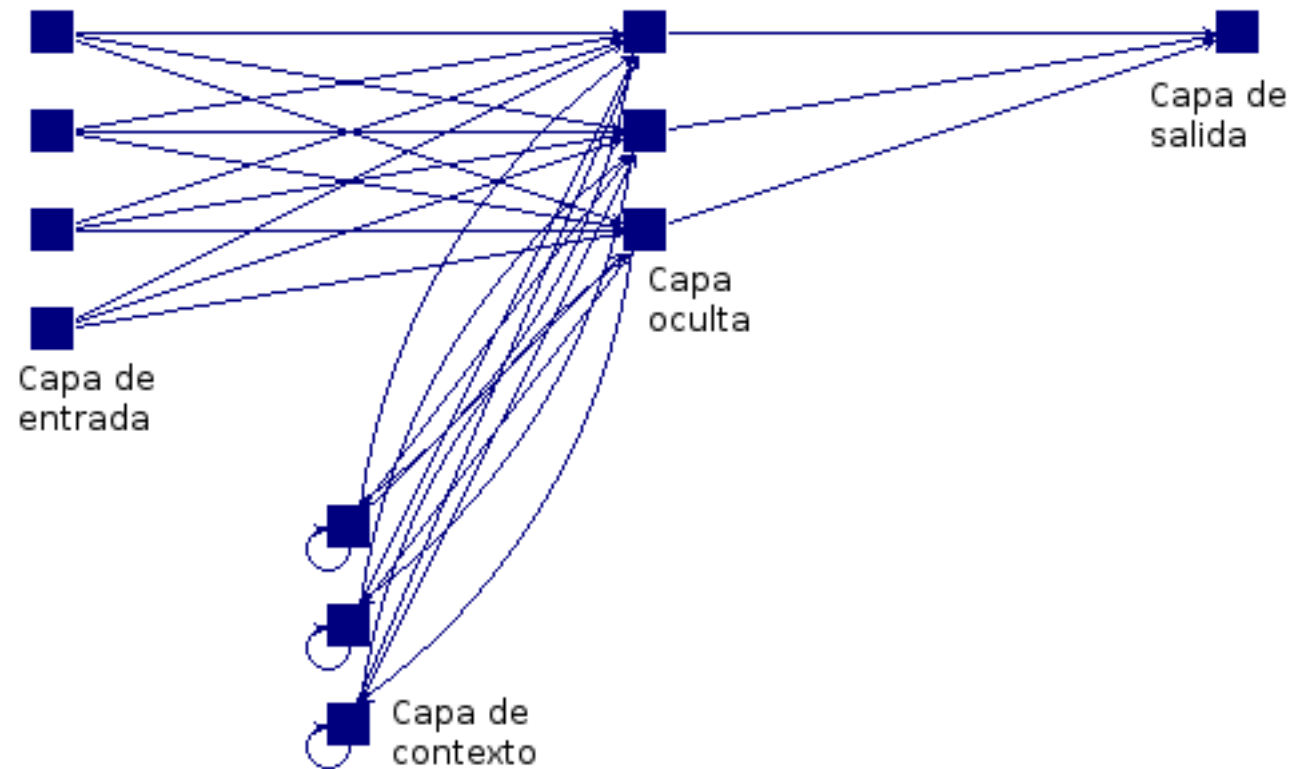 Capa de
salida
Capa
oculta
Capa de
entrada
Capa de
contexto